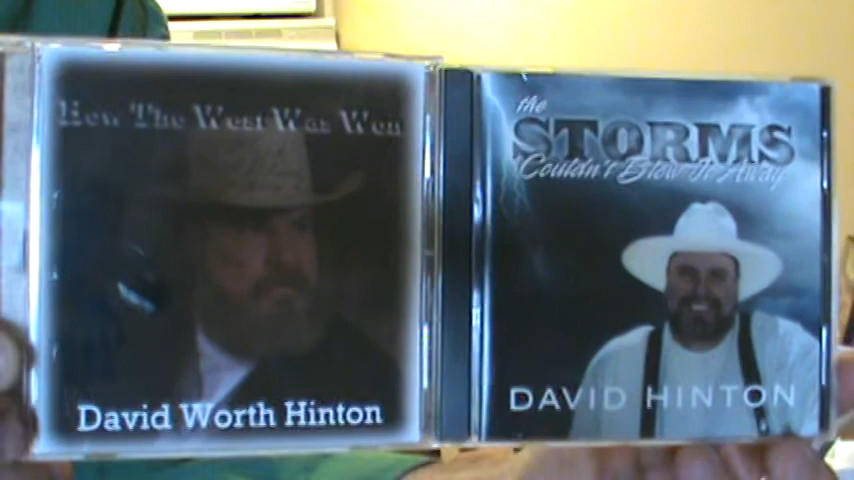 How The West Was Won
David Worth Hinton
the
STORMS
Couldn't Blow It Away
DAVID HINTON